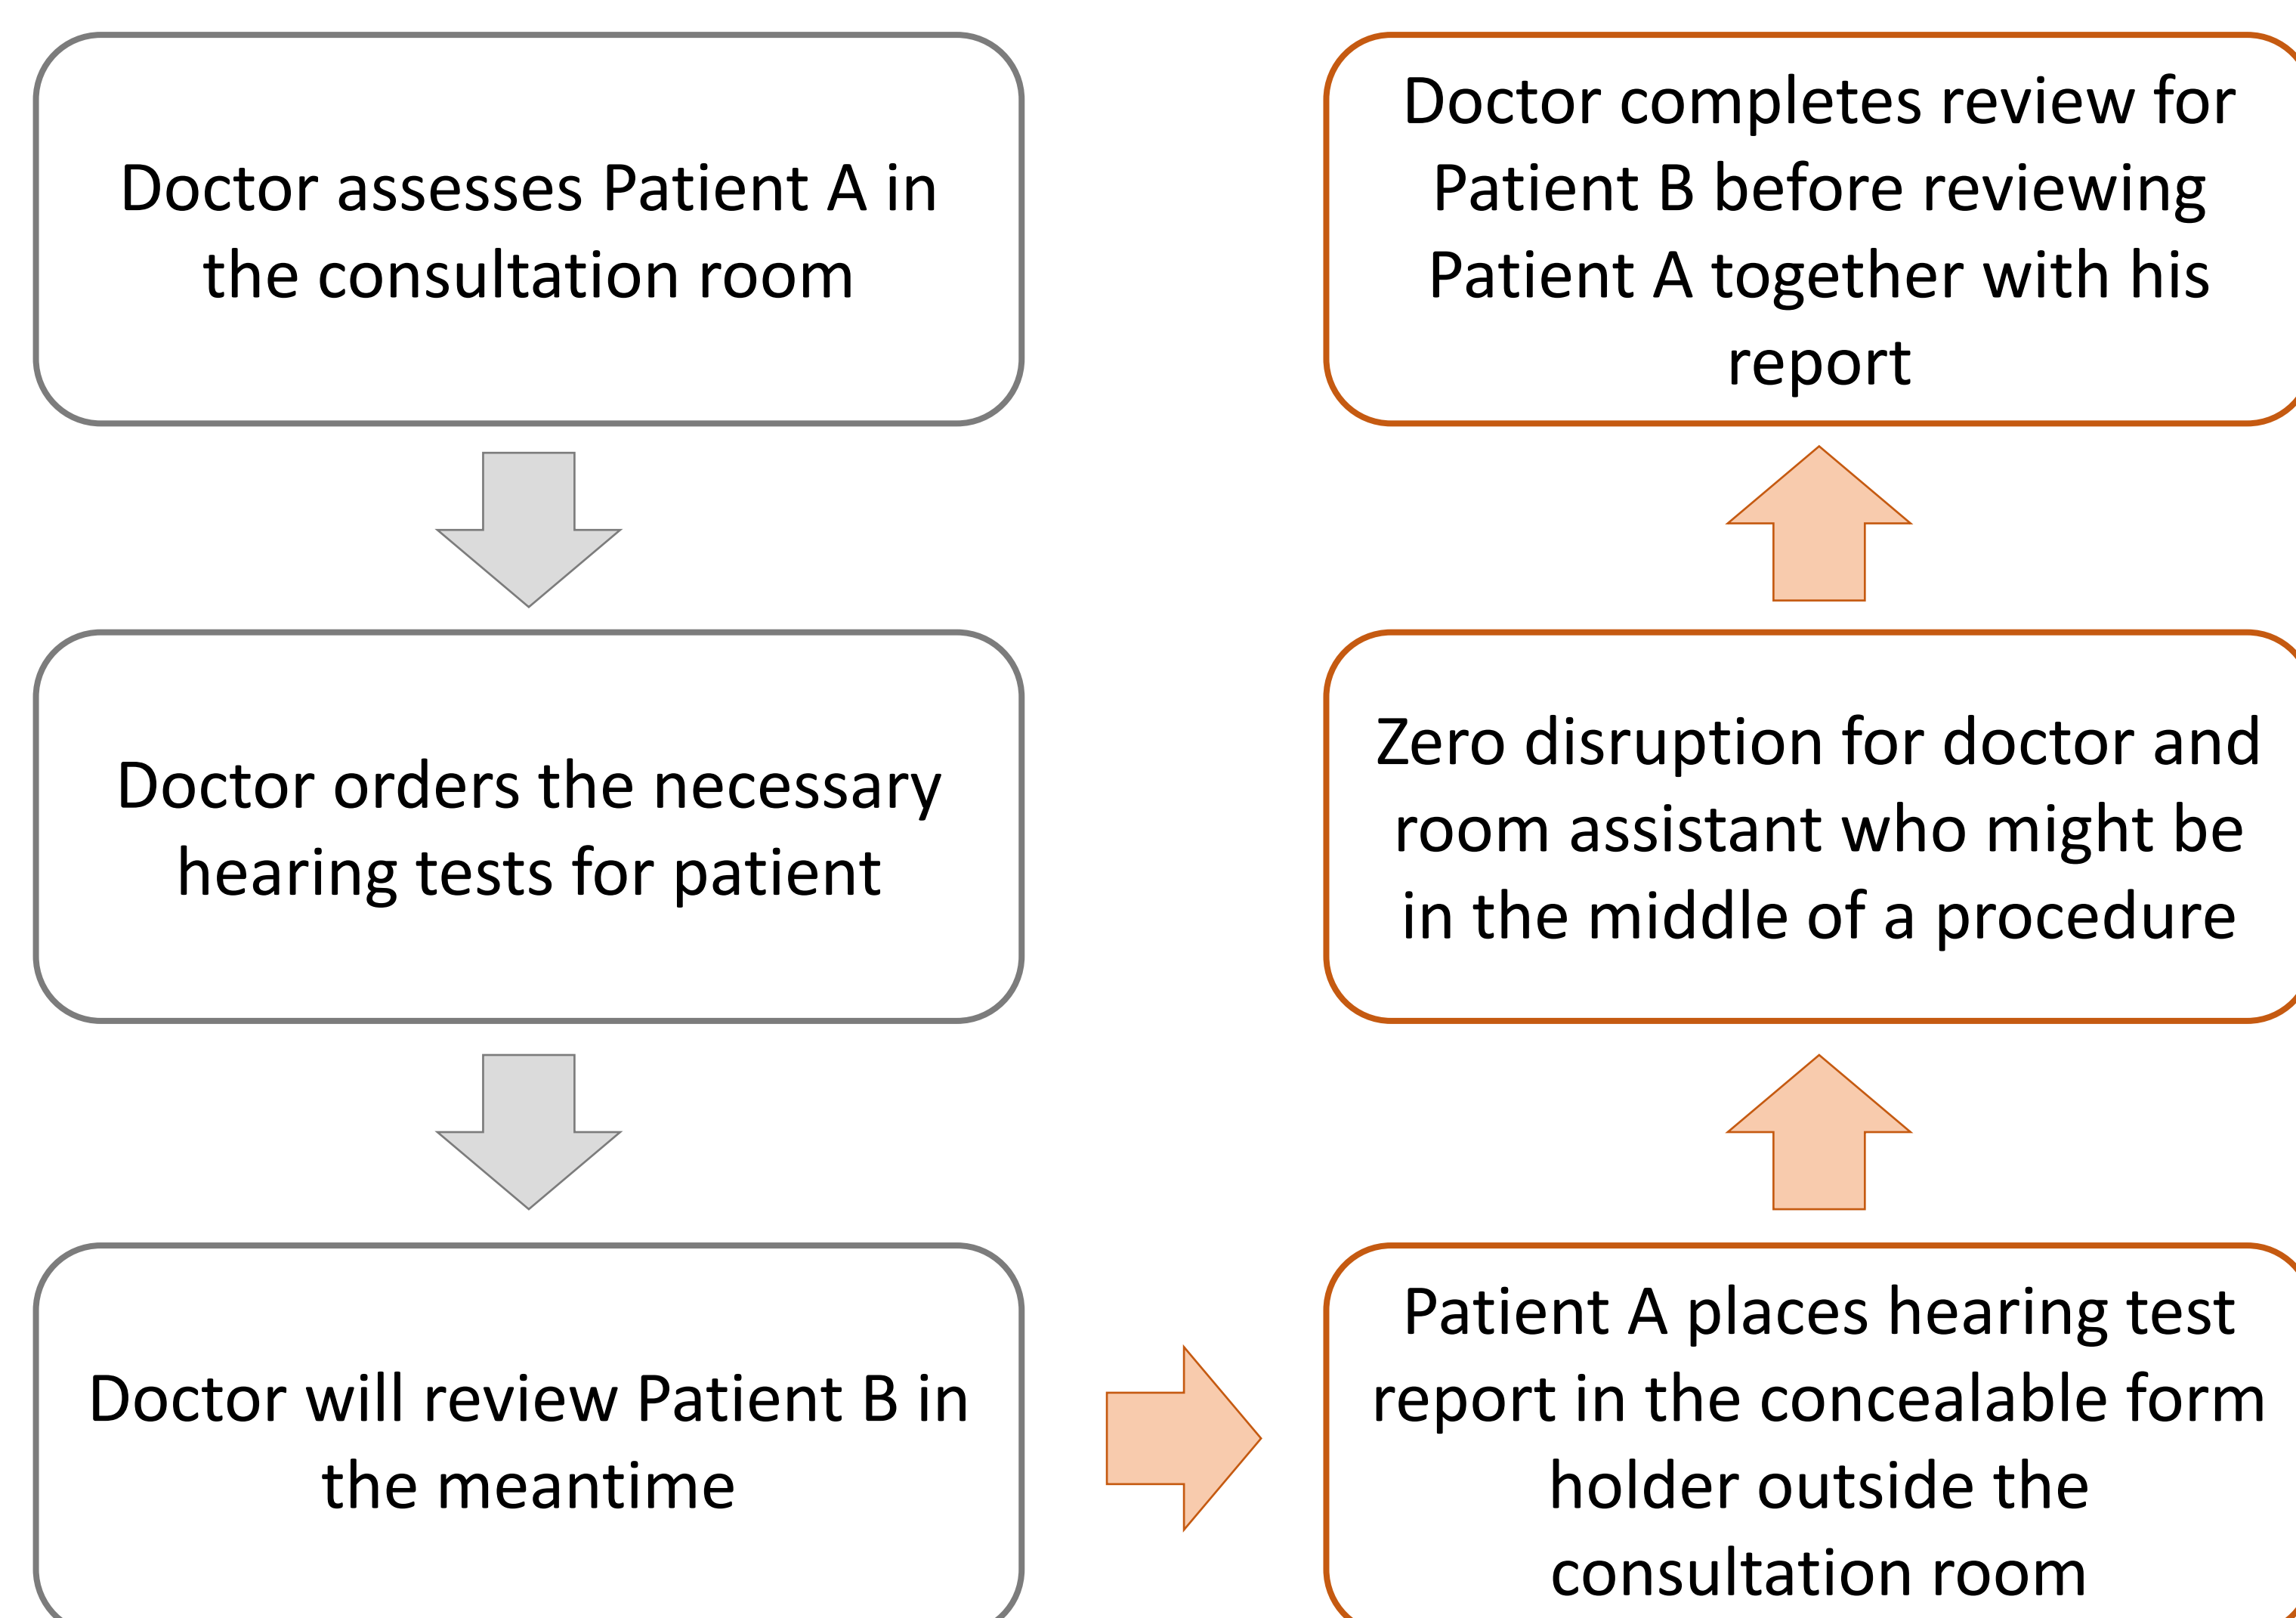 Doctor assesses Patient A in
the consultation room
Doctor orders the necessary
hearing tests for patient
Doctor will review Patient B in
the meantime
Patient A places hearing test
report in the concealable form
holder outside the
consultation room
Zero disruption for doctor and
room assistant who might be
in the middle of a procedure
Doctor completes review for
Patient B before reviewing
Patient A together with his
report